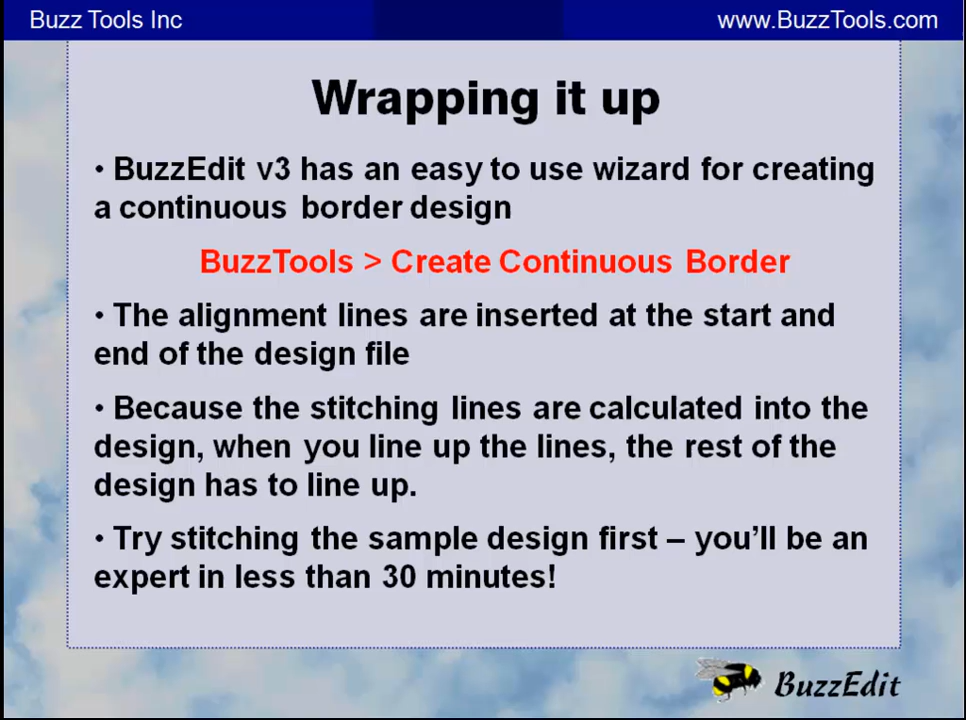 Buzz Tools Inc
www.BuzzTools.com
Wrapping it up
• BuzzEdit v3 has an easy to use wizard for creating
a continuous border design
BuzzTools > Create Continuous Border
• The alignment lines are inserted at the start and
end of the design file
• Because the stitching lines are calculated into the
design, when you line up the lines, the rest of the
design has to line up.
• Try stitching the sample design first – you’ll be an
expert in less than 30 minutes!
BuzzEdit